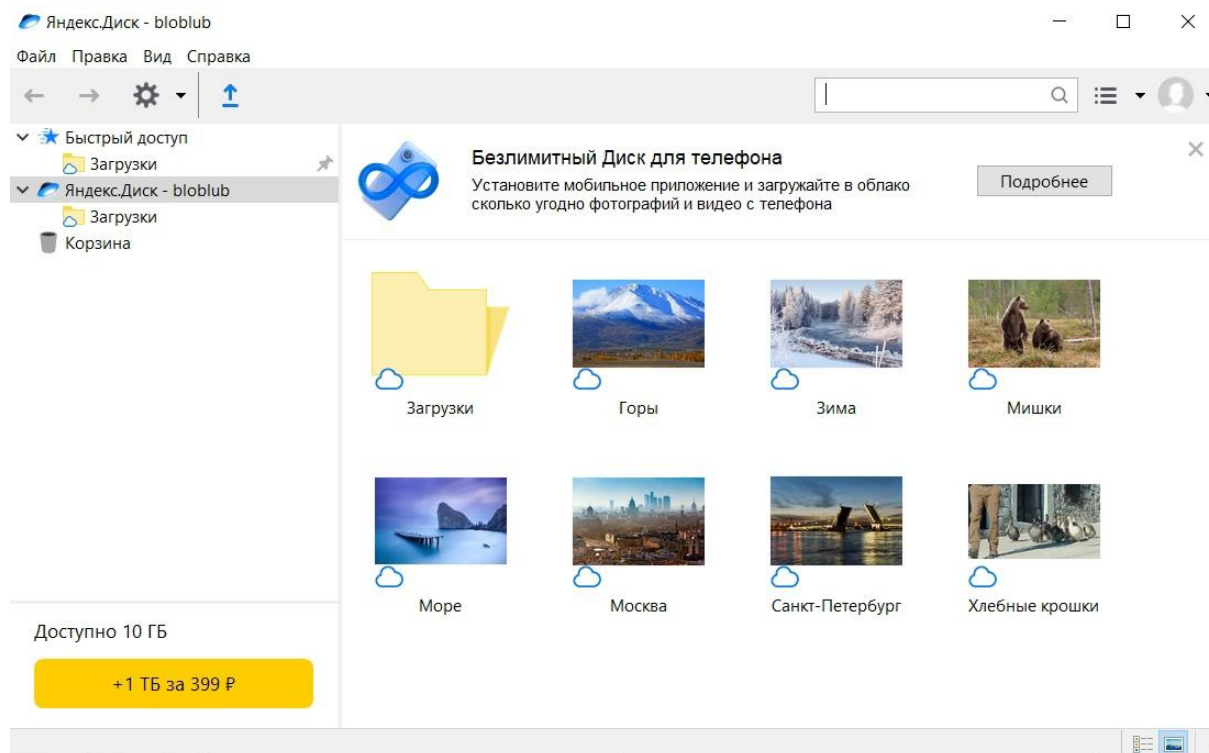 Яндекс.Диск - bloblub
Файл Правка Вид Справка
Быстрый доступ
Загрузки
Яндекс.Диск - bloblub
Загрузки
Корзина
Безлимитный Диск для телефона
Установите мобильное приложение и загружайте в облако
сколько угодно фотографий и видео с телефона
Подробнее
Загрузки
Горы
Зима
Мишки
Море
Москва
Санкт-Петербург
Хлебные крошки
Доступно 10 ГБ
+1 ТБ за 399 ₽